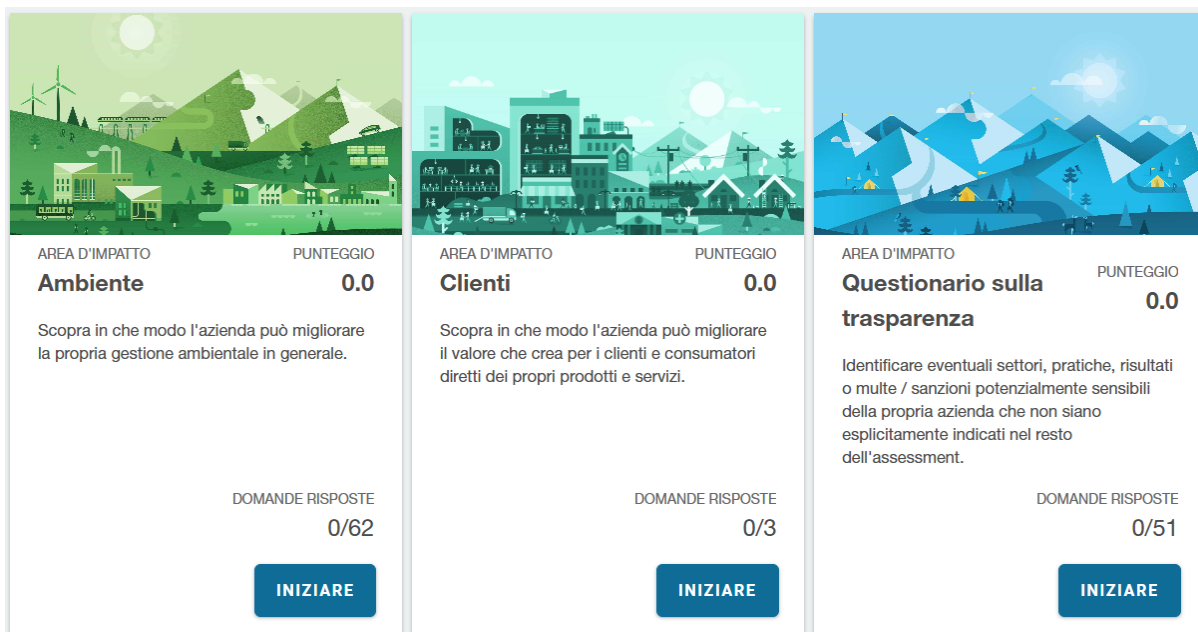 AREA D'IMPATTO
PUNTEGGIO
Ambiente
0.0
Scopra in che modo l'azienda può migliorare
la propria gestione ambientale in generale.
DOMANDE RISPOSTE
0/62
INIZIARE
AREA D'IMPATTO
PUNTEGGIO
Clienti
0.0
Scopra in che modo l'azienda può migliorare
il valore che crea per i clienti e consumatori
diretti dei propri prodotti e servizi.
DOMANDE RISPOSTE
0/3
INIZIARE
AREA D'IMPATTO
Questionario sulla
trasparenza
PUNTEGGIO
0.0
Identificare eventuali settori, pratiche, risultati
o multe / sanzioni potenzialmente sensibili
della propria azienda che non siano
esplicitamente indicati nel resto
dell'assessment.
DOMANDE RISPOSTE
0/51
INIZIARE